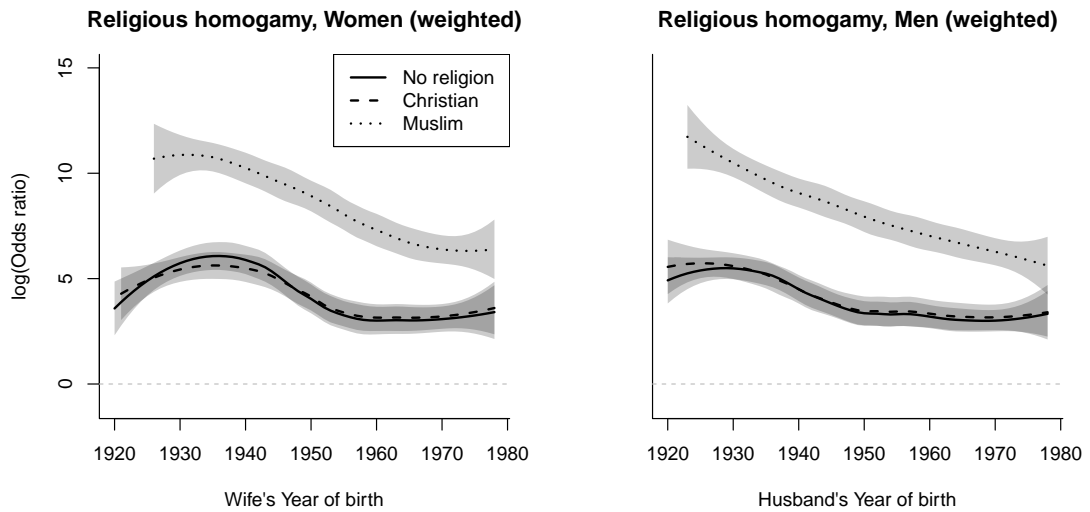 Religious homogamy, Women (weighted)
log(Odds ratio)
15
10
5
0
No religion
Christian
Muslim
1920 1930 1940 1950 1960 1970 1980
Wife's Year of birth
Religious homogamy, Men (weighted)
1920 1930 1940 1950 1960 1970 1980
Husband's Year of birth